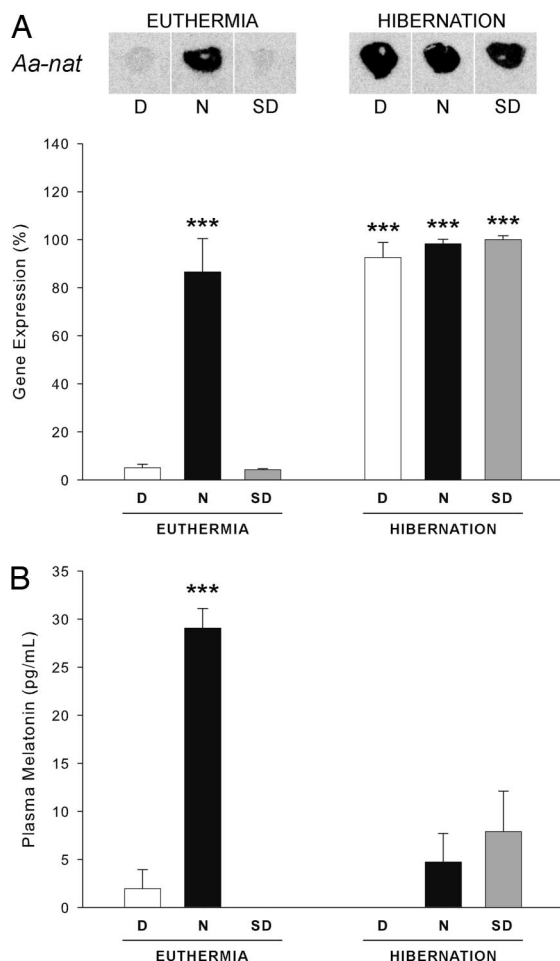 A
EUTHERMIA HIBERNATION
Aa-nat
D N SD D N SD
140
120
100
80
60
40
20
0
Gene Expression (%)
*** *** *** ***
D N SD D N SD
EUTHERMIA HIBERNATION
B
35
30
25
20
15
10
5
0
Plasma Melatonin (pg/mL)
***
D N SD D N SD
EUTHERMIA HIBERNATION